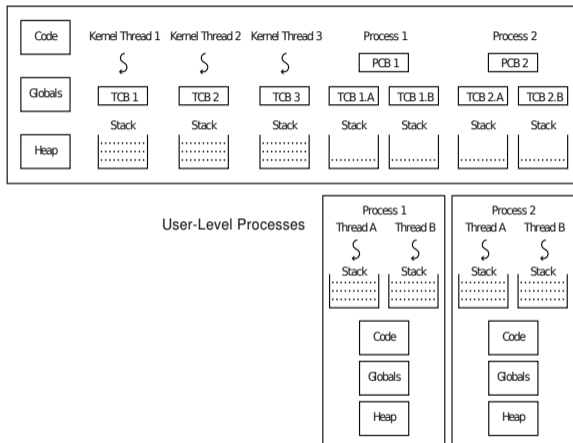 Code
Kernel Thread 1 Kernel Thread 2 Kernel Thread 3 Process 1 Process 2
PCB 1 PCB 2
Globals
TCB 1 TCB 2 TCB 3 TCB 1.A TCB 1.B TCB 2.A TCB 2.B
Stack Stack Stack Stack Stack Stack Stack
Heap
User-Level Processes
Process 1 Process 2
Thread A Thread B Thread A Thread B
Stack Stack Stack Stack
Code Code
Globals Globals
Heap Heap